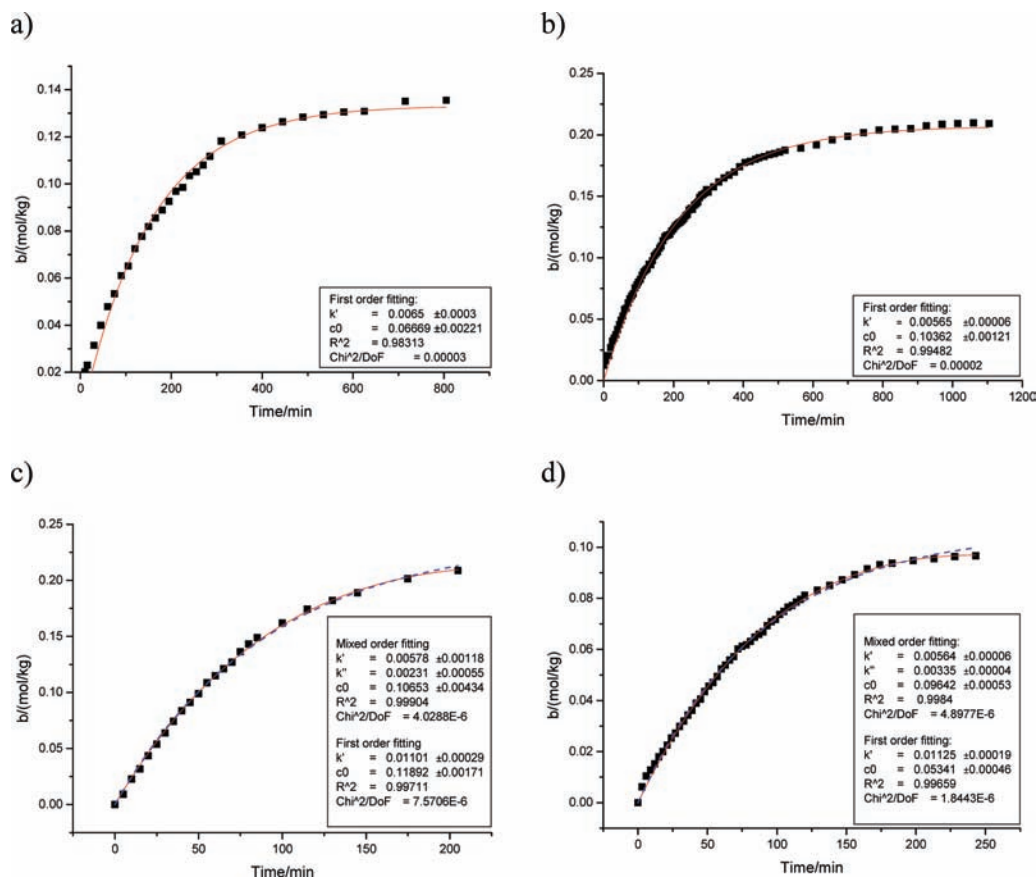 a)
b)
0.14
0.12
0.10
0.08
0.06
0.04
0.02
b/(mol/kg)
0
200
400
600
800
Time/min
First order fitting:
k' = 0.0065 ±0.0003
c0 = 0.06669 ±0.00221
R^2 = 0.98313
Chi^2/DoF = 0.00003
0.25
0.20
0.15
0.10
0.05
0.00
b/(mol/kg)
0
200
400
600
800
1000
1200
Time/min
First order fitting:
k' = 0.00565 ±0.00006
c0 = 0.10362 ±0.00121
R^2 = 0.99482
Chi^2/DoF = 0.00002
c)
d)
0.25
0.20
0.15
0.10
0.05
0.00
b/(mol/kg)
0
50
100
150
200
Time/min
Mixed order fitting
k' = 0.00578 ±0.00118
k" = 0.00231 ±0.00055
c0 = 0.10653 ±0.00434
R^2 = 0.99904
Chi^2/DoF = 4.0288E-6
First order fitting
k' = 0.01101 ±0.00029
c0 = 0.11892 ±0.00171
R^2 = 0.99711
Chi^2/DoF = 7.5706E-6
0.10
0.08
0.06
0.04
0.02
0.00
b/(mol/kg)
0
50
100
150
200
250
Time/min
Mixed order fitting:
k' = 0.00564 ±0.00006
k" = 0.00335 ±0.00004
c0 = 0.09642 ±0.00053
R^2 = 0.9984
Chi^2/DoF = 4.8977E-6
First order fitting:
k' = 0.01125 ±0.00019
c0 = 0.05341 ±0.00046
R^2 = 0.99659
Chi^2/DoF = 1.8443E-6